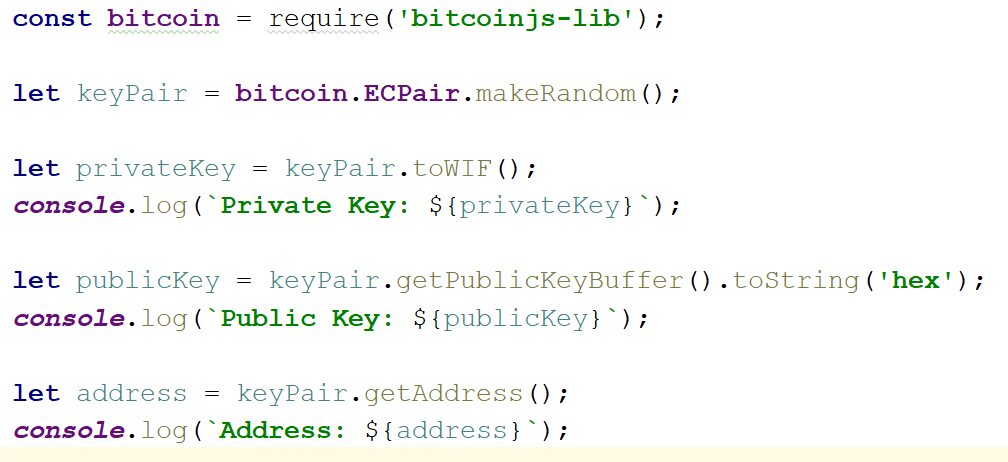 const bitcoin = require('bitcoinjs-lib');
let keyPair = bitcoin.ECPair.makeRandom();
let privateKey = keyPair.toWIF();
console.log(`Private Key: ${privateKey}`);
let publicKey = keyPair.getPublicKeyBuffer().toString('hex');
console.log(`Public Key: ${publicKey}`);
let address = keyPair.getAddress();
console.log(`Address: ${address}`);